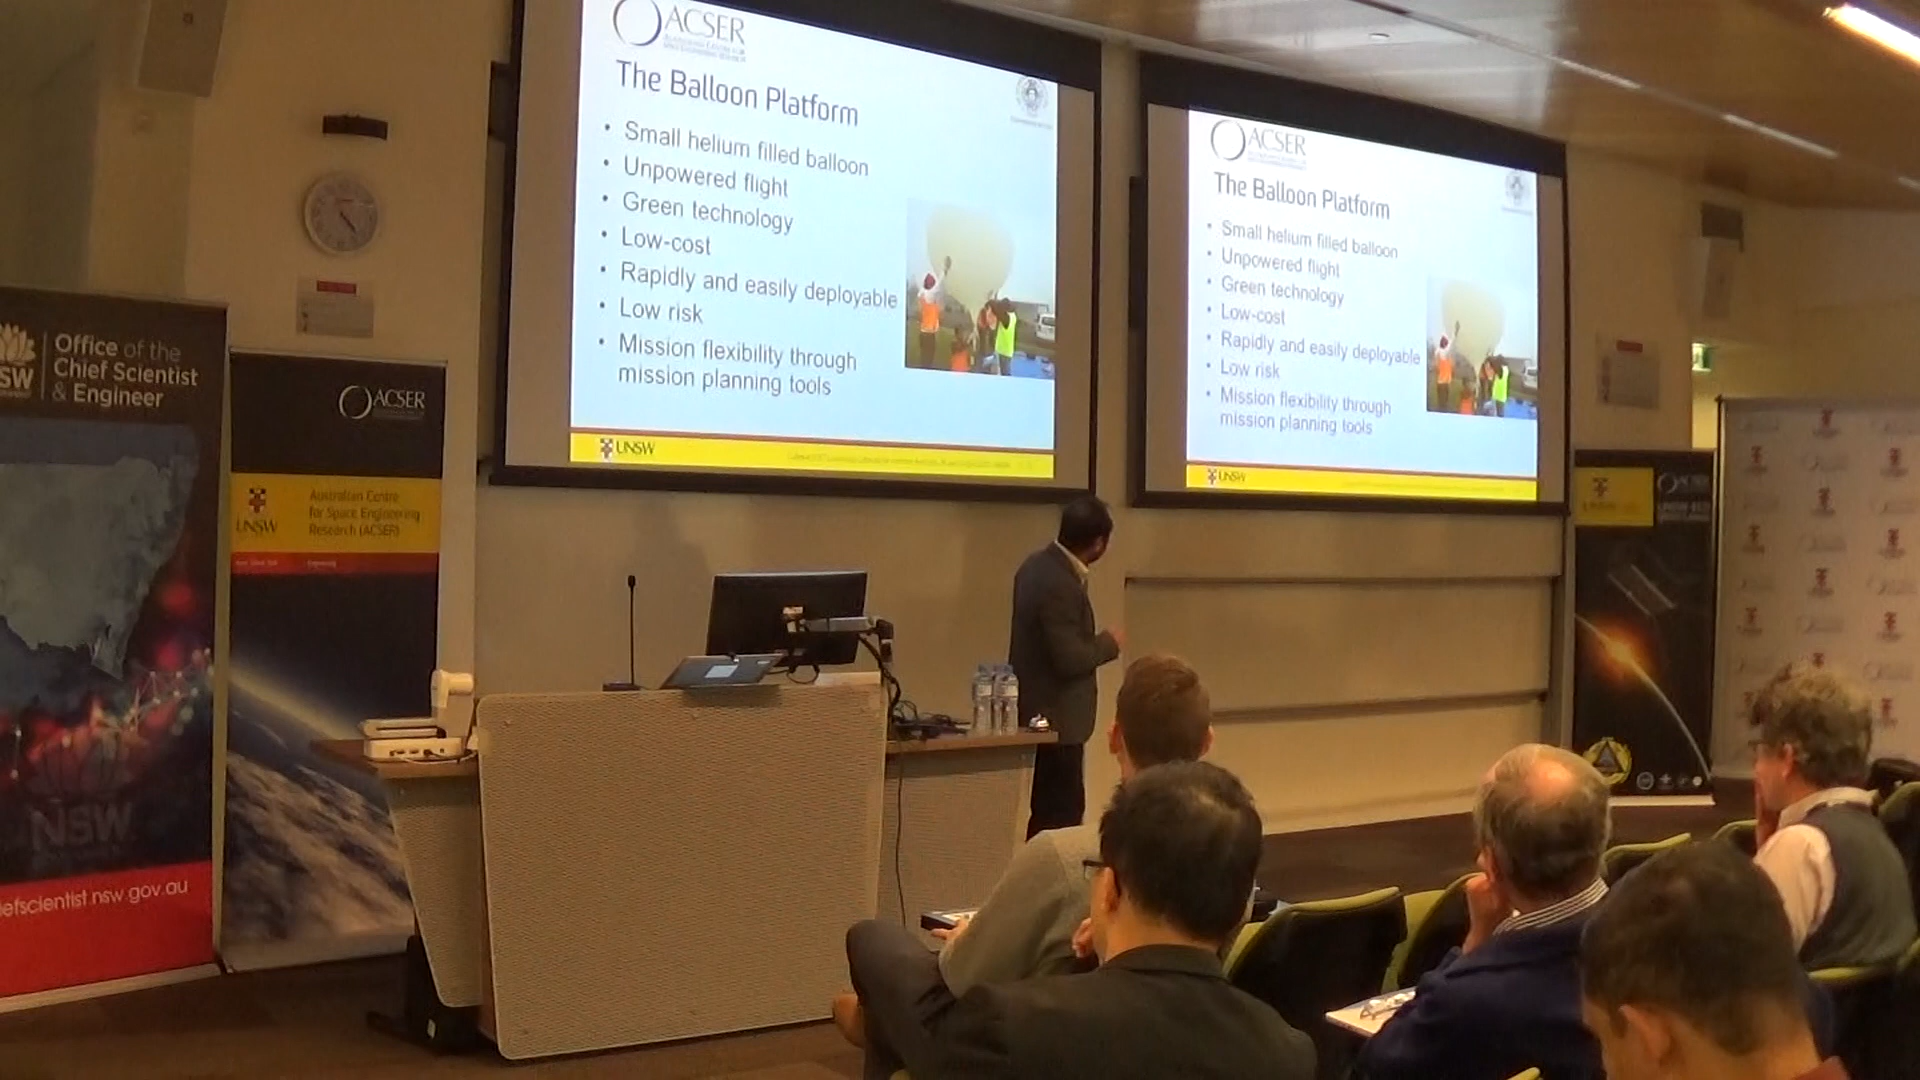 ACSER
The Balloon Platform
• Small helium filled balloon
• Unpowered flight
• Green technology
• Low-cost
• Rapidly and easily deployable
• Low risk
• Mission flexibility through
mission planning tools
UNSW
ACSER
The Balloon Platform
• Small helium filled balloon
• Unpowered flight
• Green technology
• Low-cost
• Rapidly and easily deployable
• Low risk
• Mission flexibility through
mission planning tools
UNSW
SW
Office of the
Chief Scientist
& Engineer
NSW
efscientist.nsw.gov.au
ACSER
UNSW
Australian Centre
for Space Engineering
Research (ACSER)
ACSER